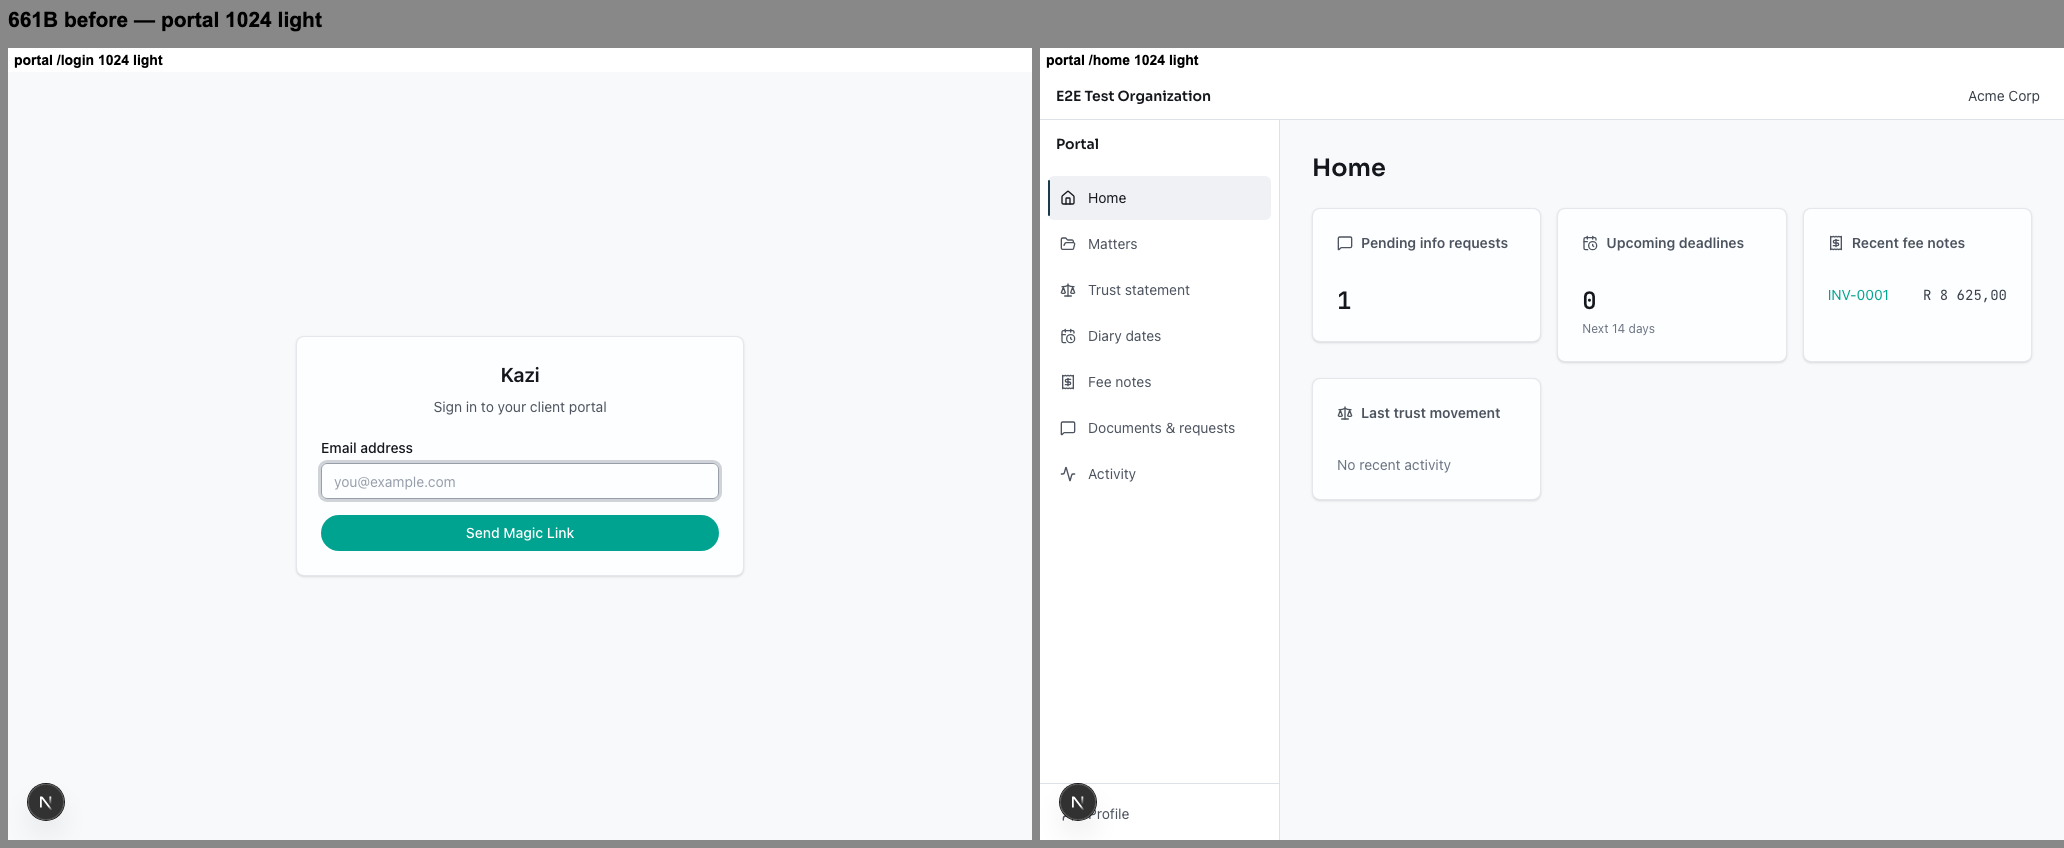 661B before — portal 1024 light
portal /login 1024 light
Kazi
Sign in to your client portal
Email address
you@example.com
Send Magic Link
N
portal /home 1024 light
E2E Test Organization
Acme Corp
Portal
Home
Matters
Trust statement
Diary dates
Fee notes
Documents & requests
Activity
N
Profile
Home
Pending info requests
1
Upcoming deadlines
0
Next 14 days
Recent fee notes
INV-0001 R 8 625,00
Last trust movement
No recent activity